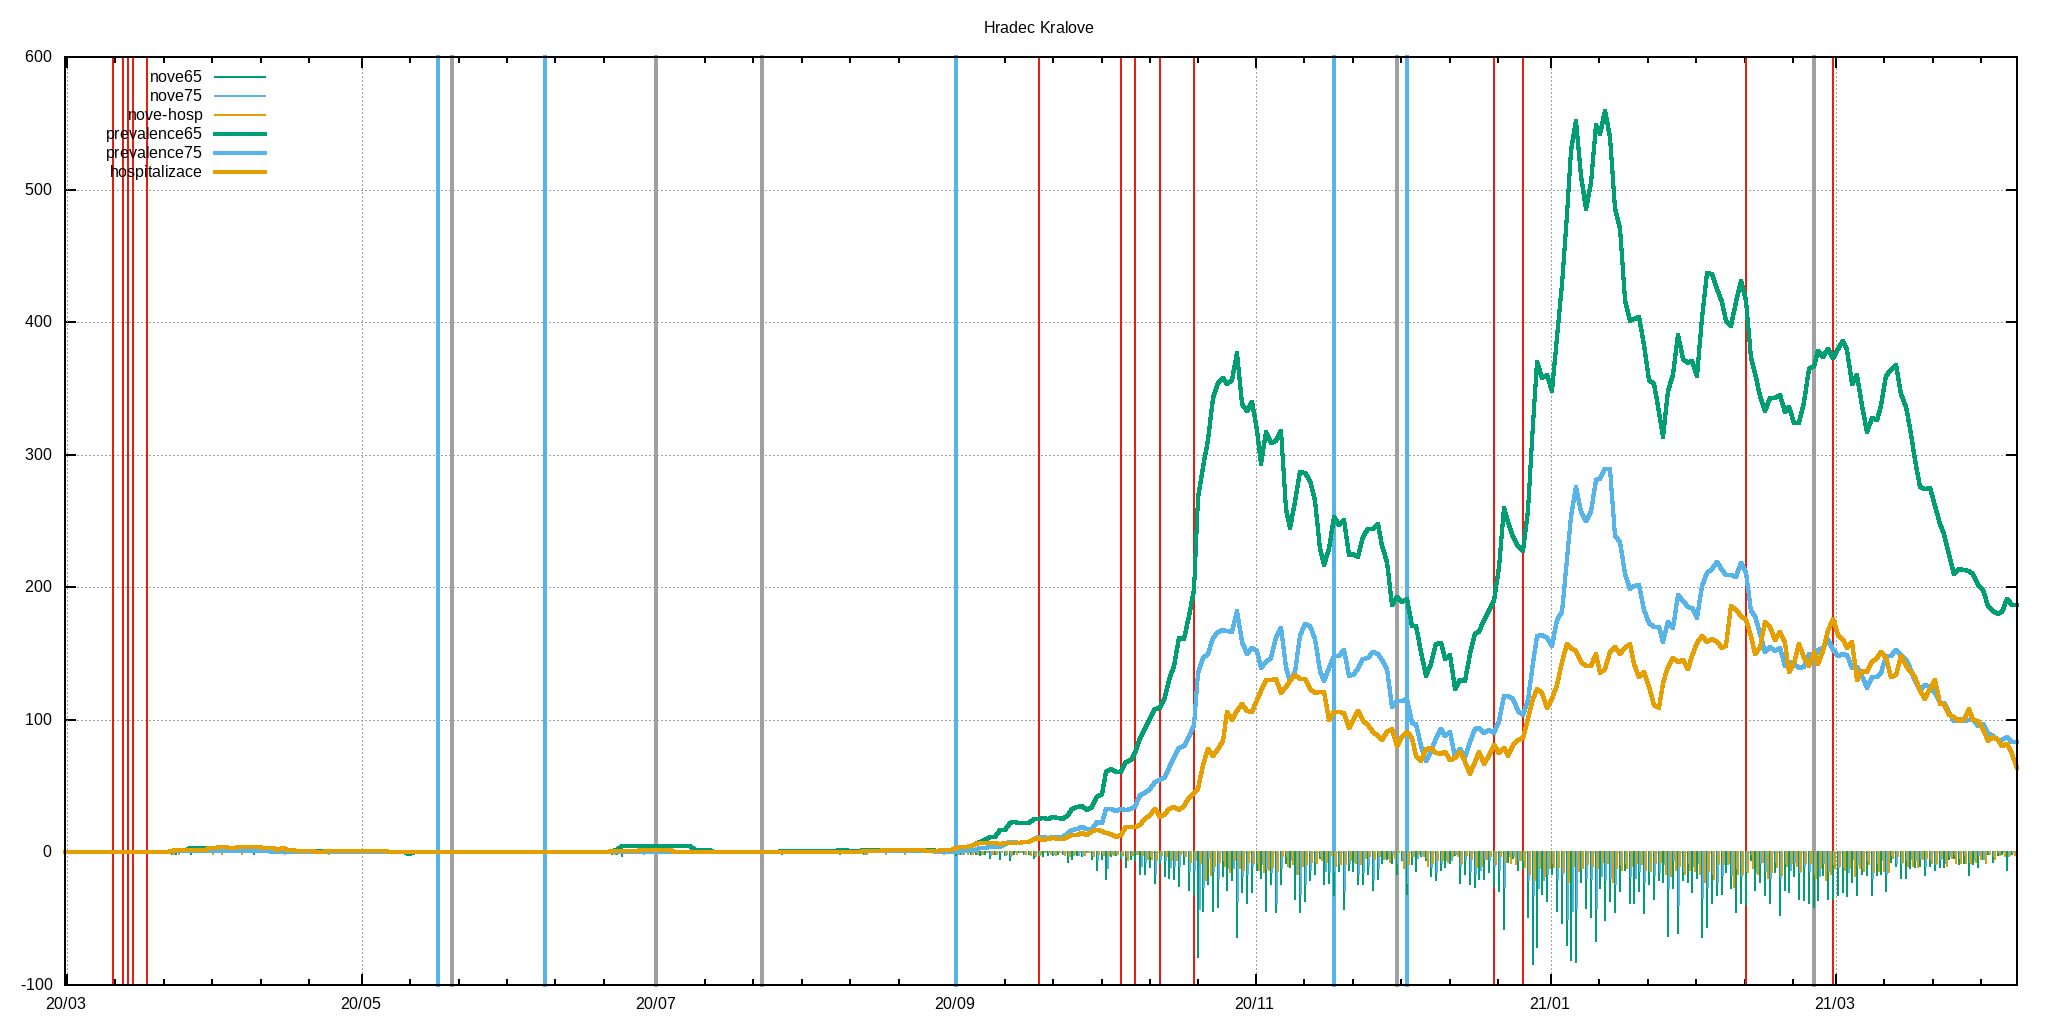 Hradec Kralove
600
nove65
nove75
nove-hosp
prevalence65
prevalence75
hospitalizace
500
400
300
200
100
0
-100
20/03 20/05 20/07 20/09 20/11 21/01 21/03